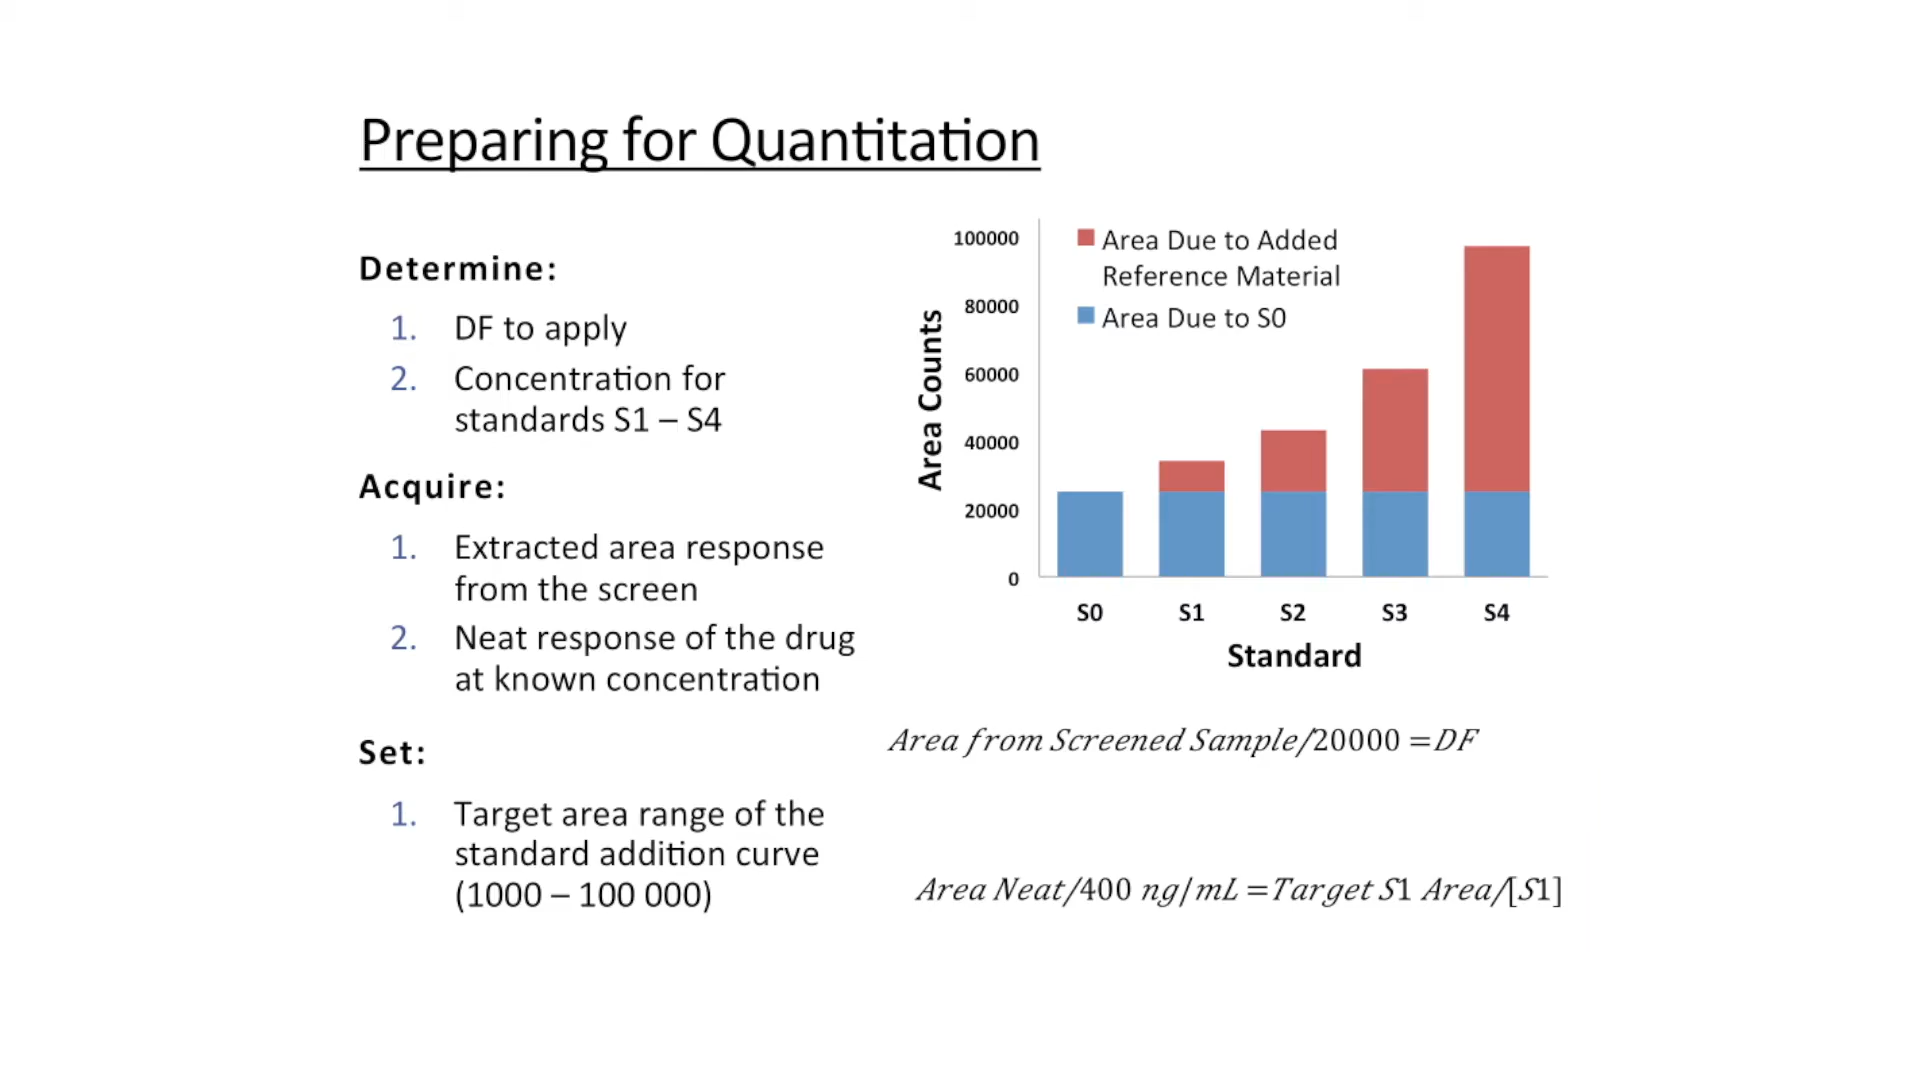 Preparing for Quantitation
Determine:
1. DF to apply
2. Concentration for
standards S1 – S4
Acquire:
1. Extracted area response
from the screen
2. Neat response of the drug
at known concentration
Set:
1. Target area range of the
standard addition curve
(1000 – 100 000)
Area Due to Added
Reference Material
Area Due to S0
Area Counts
100000
80000
60000
40000
20000
0
S0 S1 S2 S3 S4
Standard
Area from Screened Sample/20000 =DF
Area Neat/400 ng/mL =Target S1 Area/[S1]